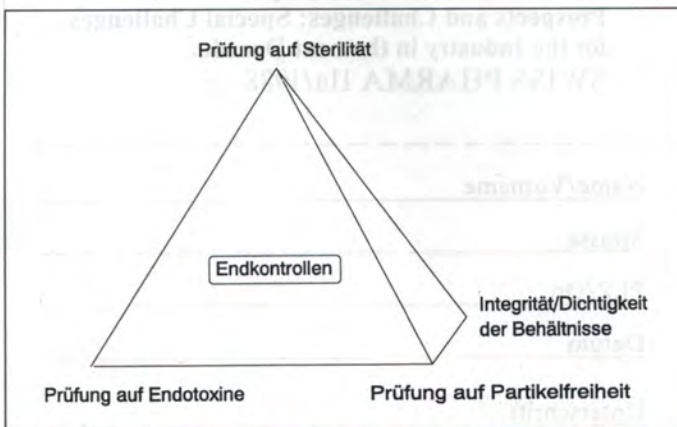 Prüfung auf Sterilität
Endkontrollen
Integrität/Dichtigkeit
der Behältnisse
Prüfung auf Endotoxine
Prüfung auf Partikelfreiheit